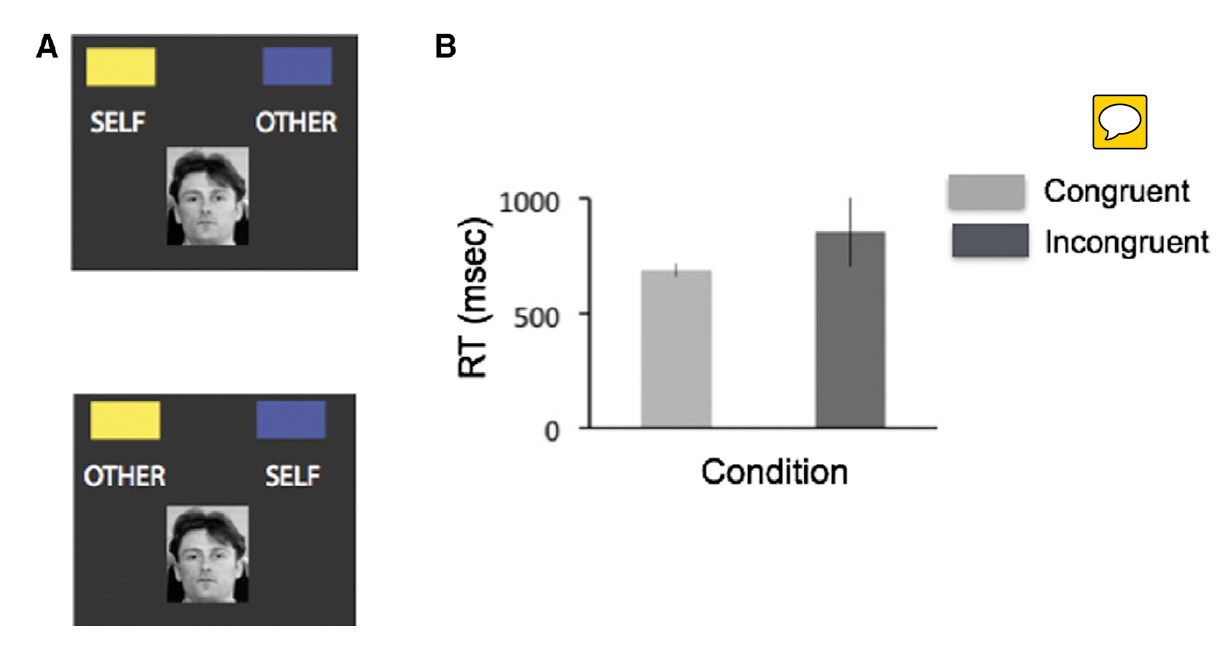 A
SELF OTHER
OTHER SELF
B
1000
500
0
RT (msec)
Condition
Congruent
Incongruent